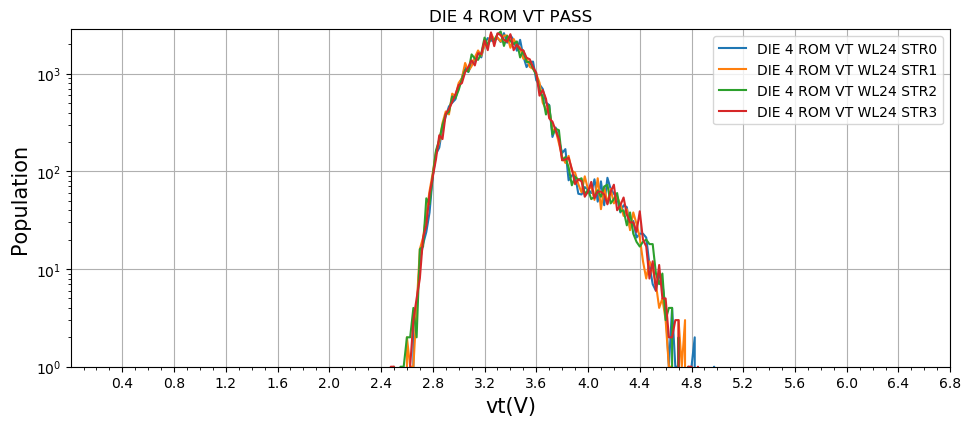 DIE 4 ROM VT PASS
DIE 4 ROM VT WL24 STR0
DIE 4 ROM VT WL24 STR1
DIE 4 ROM VT WL24 STR2
DIE 4 ROM VT WL24 STR3
Population
10³
10²
10¹
10⁰
0.4 0.8 1.2 1.6 2.0 2.4 2.8 3.2 3.6 4.0 4.4 4.8 5.2 5.6 6.0 6.4 6.8
vt(V)